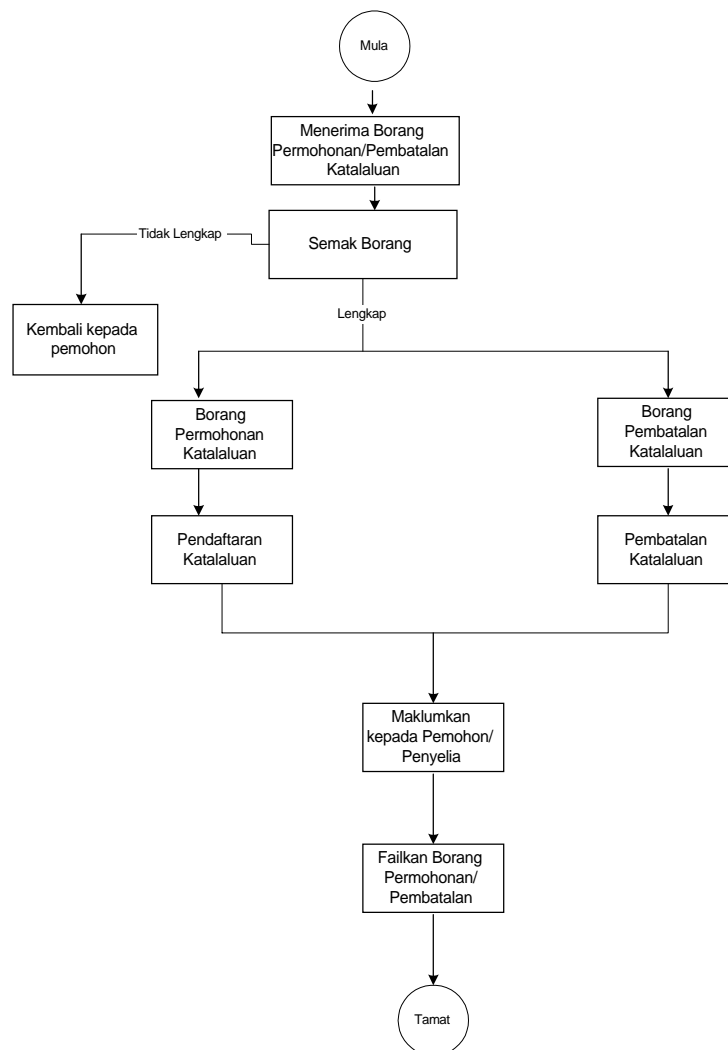 Mula
Menerima Borang
Permohonan/Pembatalan
Katalaluan
Tidak Lengkap
Semak Borang
Lengkap
Kembali kepada
pemohon
Borang
Permohonan
Katalaluan
Borang
Pembatalan
Katalaluan
Pendaftaran
Katalaluan
Pembatalan
Katalaluan
Maklumkan
kepada Pemohon/
Penyelia
Failkan Borang
Permohonan/
Pembatalan
Tamat